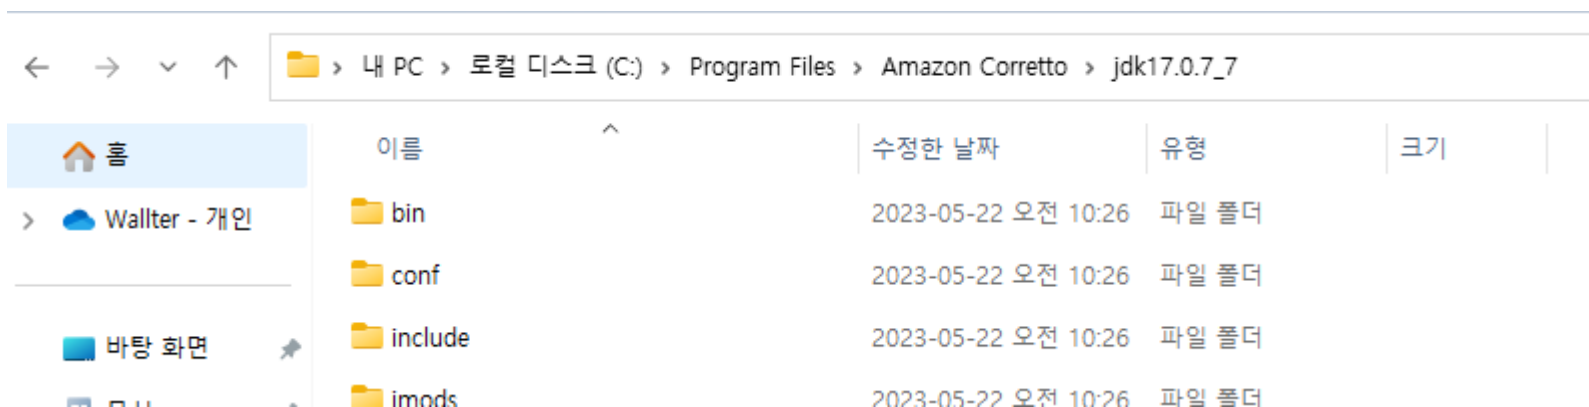 내 PC > 로컬 디스크 (C:) > Program Files > Amazon Corretto > jdk17.0.7_7
홈
이름 수정한 날짜 유형 크기
Wallter - 개인
bin 2023-05-22 오전 10:26 파일 폴더
conf 2023-05-22 오전 10:26 파일 폴더
include 2023-05-22 오전 10:26 파일 폴더
바탕 화면
jmods 2023-05-22 오전 10:26 파일 폴더